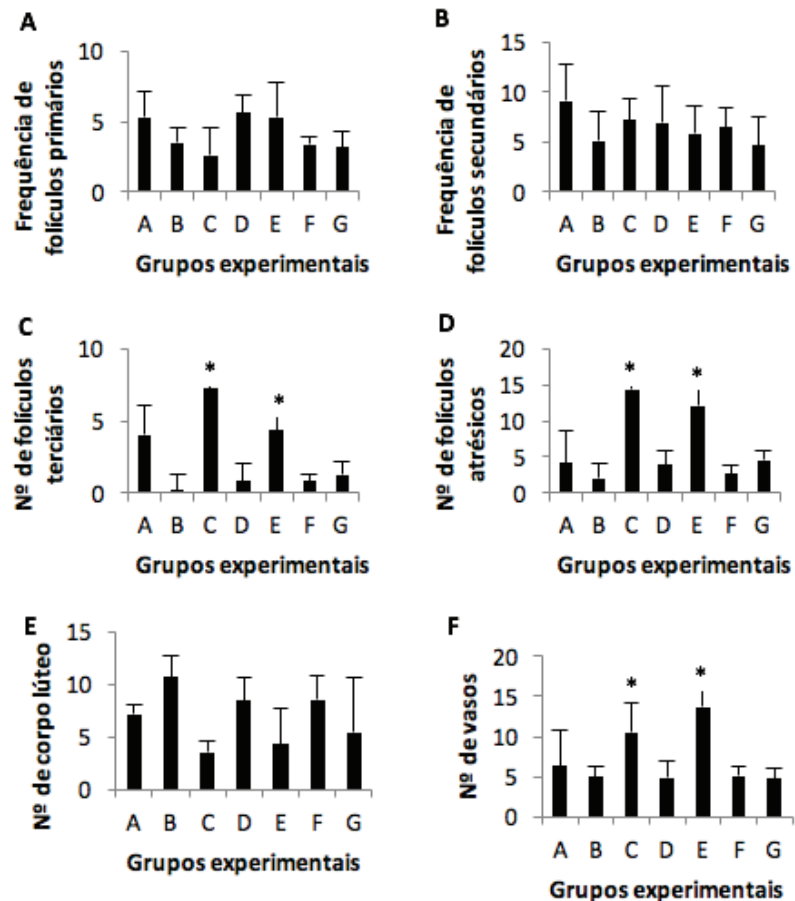 A
Frequência de
folículos primários
10
5
0
A B C D E F G
Grupos experimentais
B
Frequência de
folículos secundários
15
10
5
0
A B C D E F G
Grupos experimentais
C
Nº de folículos
terciários
10
5
0
*
*
A B C D E F G
Grupos experimentais
D
Nº de folículos
atrésicos
20
15
10
5
0
*
*
A B C D E F G
Grupos experimentais
E
Nº de corpo lúteo
15
10
5
0
A B C D E F G
Grupos experimentais
F
Nº de vasos
20
15
10
5
0
*
*
A B C D E F G
Grupos experimentais